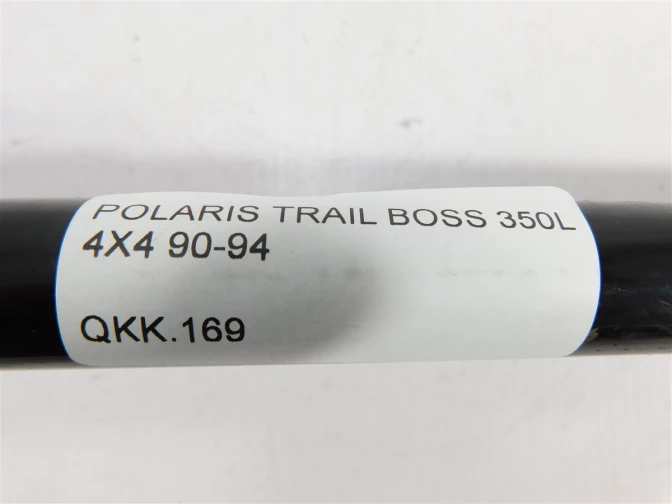 POLARIS TRAIL BOSS 350L
4X4 90-94
QKK.169